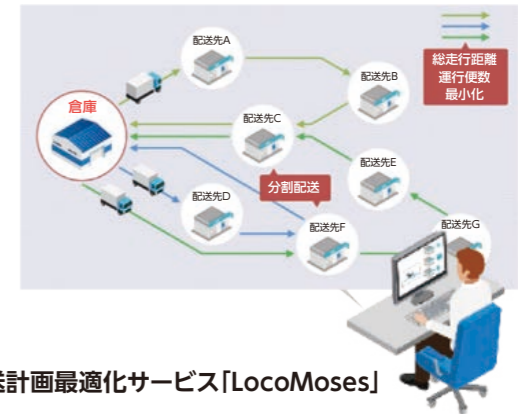 配送先A
総走行距離
運行便数
最小化
配送先B
倉庫
配送先C
配送先E
分割配送
配送先D
配送先F
配送先G
送計画最適化サービス「LocoMoses」